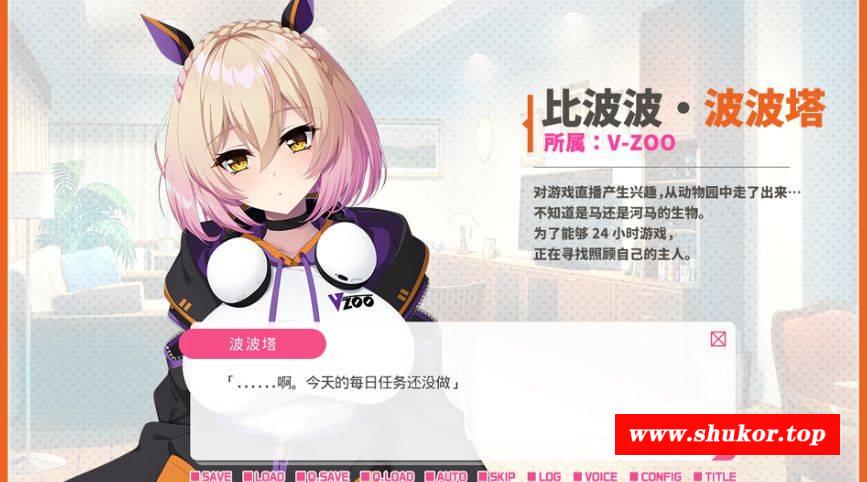 比波波・波波塔
所属：V-ZOO
对游戏直播产生兴趣，从动物园中走了出来…
不知道是马还是河马的生物。
为了能够 24 小时游戏，
正在寻找照顾自己的主人。
VZOO
波波塔
「......啊。今天的每日任务还没做」
www.shukor.top
SAVE LOAD Q.SAVE Q.LOAD AUTO SKIP LOG VOICE CONFIG TITLE